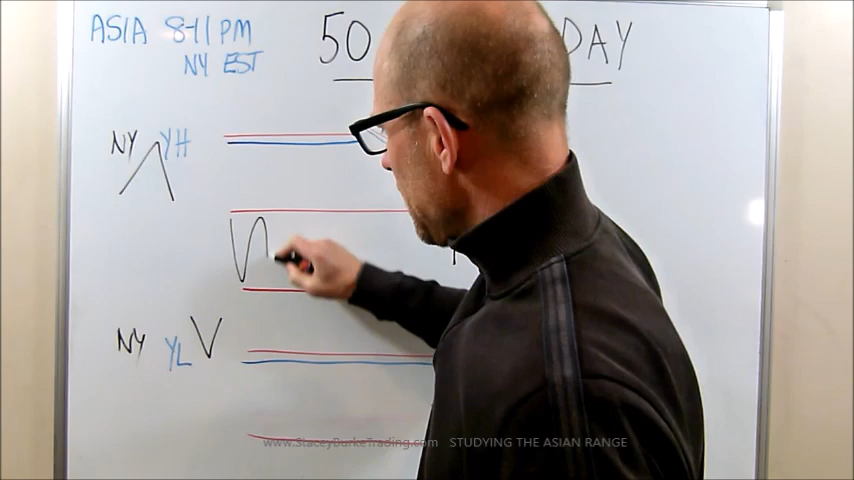 ASIA 8-11 PM
NY EST
50
DAY
NY YH
NY YL
www.StaceyBurkeTrading.com STUDYING THE ASIAN RANGE